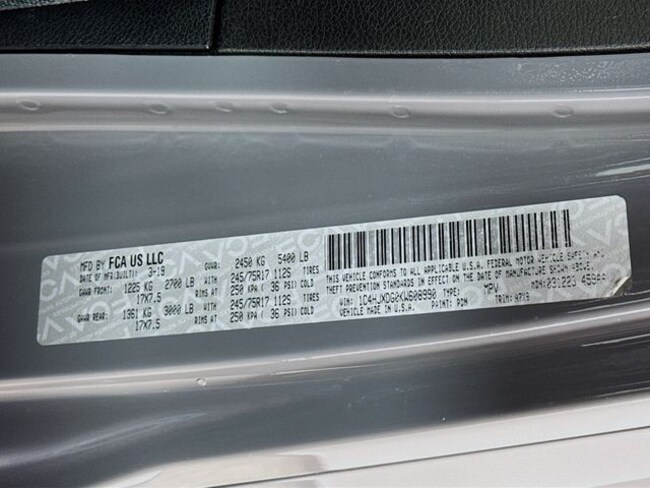 MFD BY FCA US LLC
DATE OF MFG(BUILT): 3-19
GVWR: 2450 KG 5400 LB
GAWR FRONT: 1225 KG 2700 LB 245/75R17 112S TIRES
17X7.5 RIMS AT 250 KPA ( 36 PSI) COLD
GAWR REAR: 1361 KG 3000 LB 245/75R17 112S TIRES
17X7.5 RIMS AT 250 KPA ( 36 PSI) COLD
THIS VEHICLE CONFORMS TO ALL APPLICABLE U.S.A. FEDERAL MOTOR VEHICLE SAFETY AND
THEFT PREVENTION STANDARDS IN EFFECT ON THE DATE OF MANUFACTURE SHOWN ABOVE.
VIN: TYPE: MPV MDH: 031223
VEHICLE MADE IN U.S.A. PAINT: PDN TRIM: